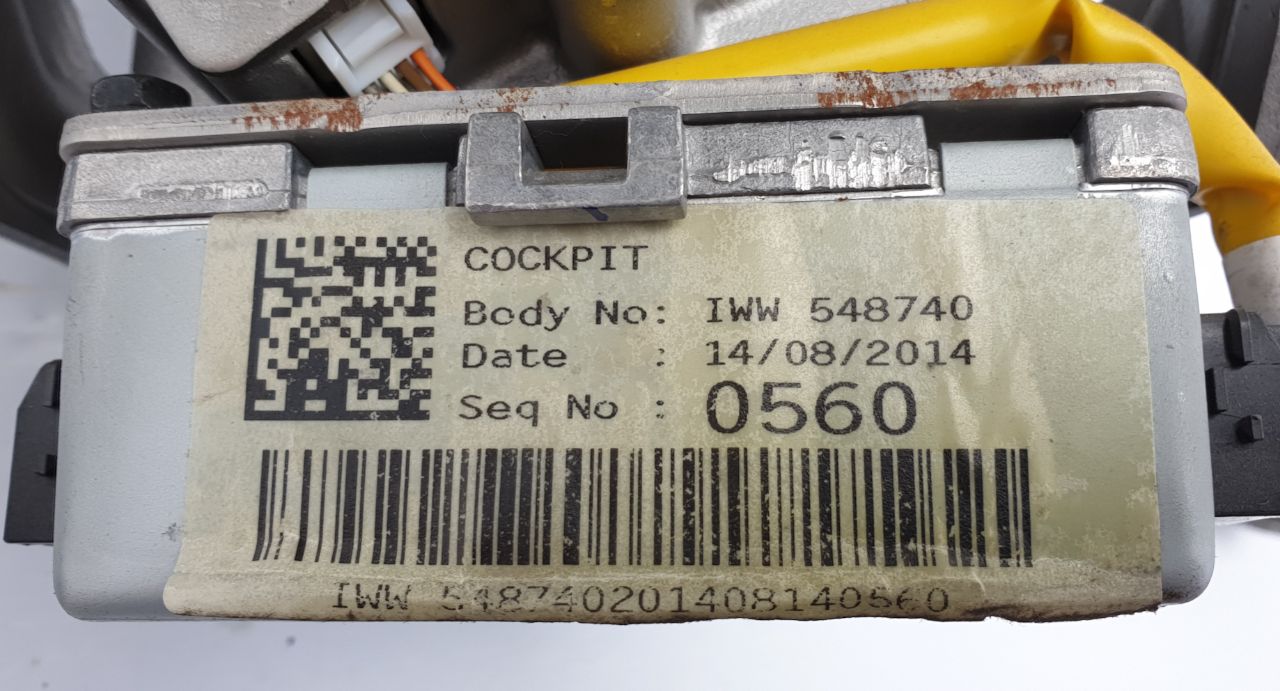 COCKPIT
Body No: IWW 548740
Date : 14/08/2014
Seq No : 0560
IWW 548740201408140560